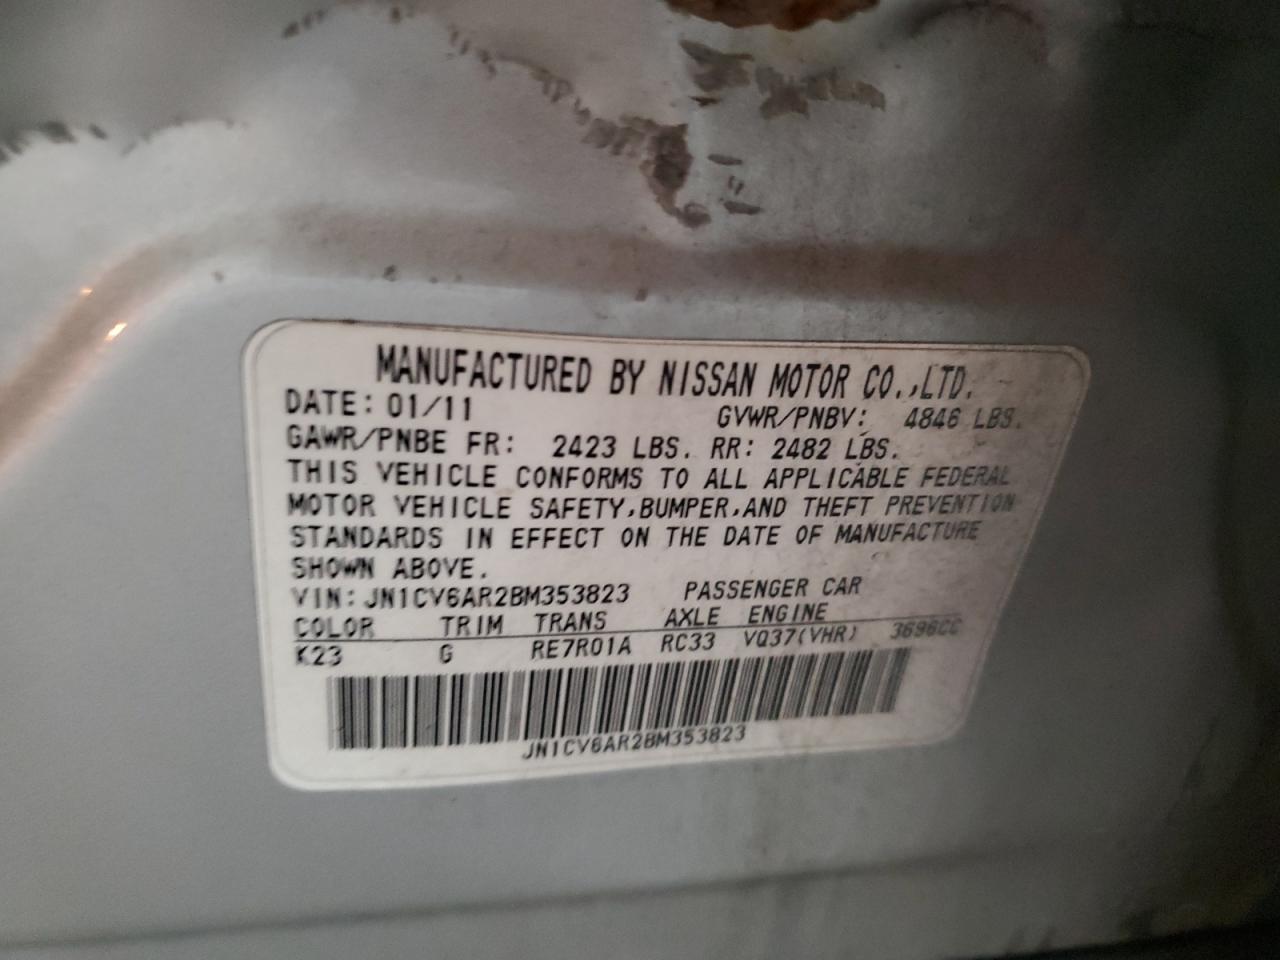 MANUFACTURED BY NISSAN MOTOR CO.,LTD.
DATE: 01/11 GVWR/PNBV: 4846 LBS.
GAWR/PNBE FR: 2423 LBS. RR: 2482 LBS.
THIS VEHICLE CONFORMS TO ALL APPLICABLE FEDERAL
MOTOR VEHICLE SAFETY,BUMPER,AND THEFT PREVENTION
STANDARDS IN EFFECT ON THE DATE OF MANUFACTURE
SHOWN ABOVE.
VIN: JN1CV6AR2BM353823 PASSENGER CAR
COLOR TRIM TRANS AXLE ENGINE
K23 G RE7R01A RC33 VQ37(VHR) 3696CC
JN1CV6AR2BM353823